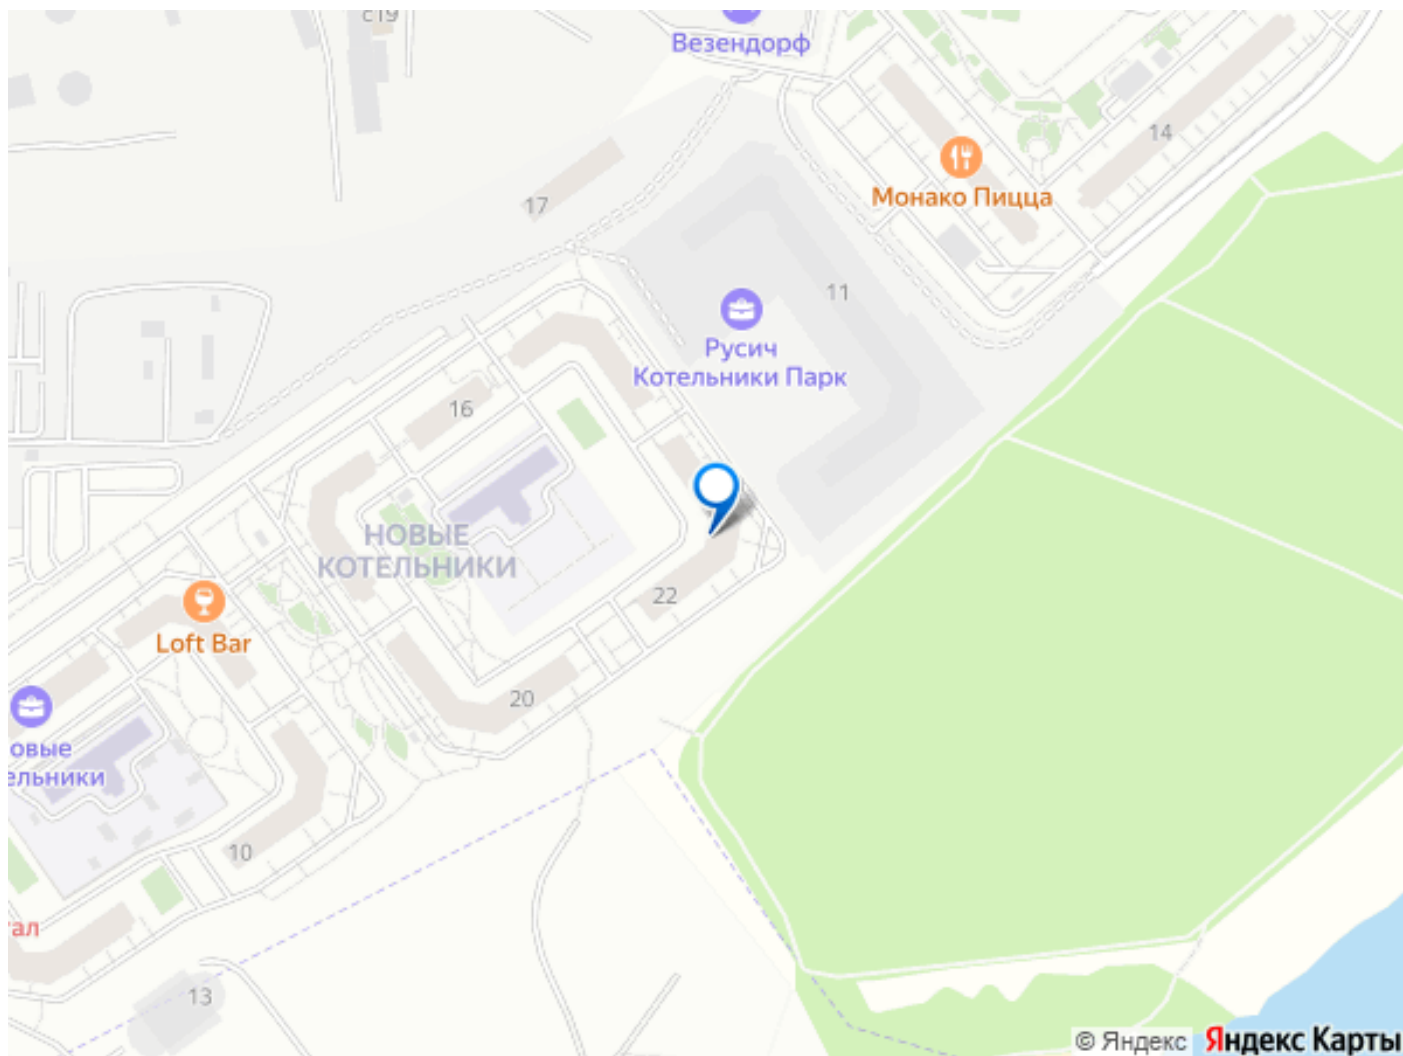 с19
Везендорф
14
Монако Пицца
17
11
Русич
Котельники Парк
16
НОВЫЕ
КОТЕЛЬНИКИ
22
Loft Bar
20
овые
ельники
10
ал
13
© Яндекс Яндекс Карты